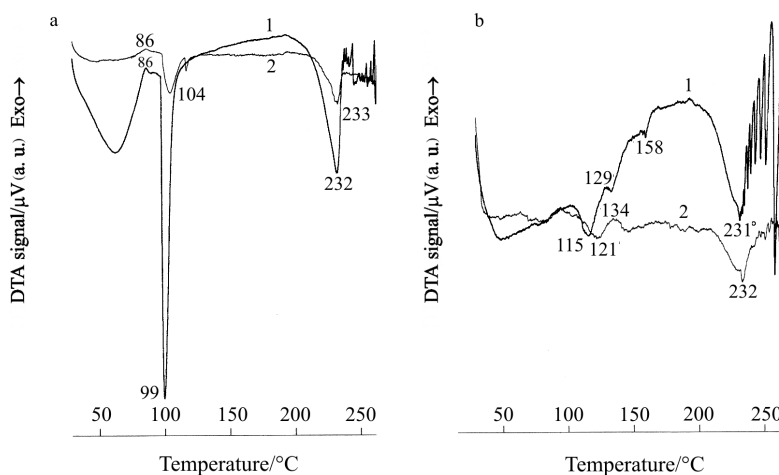 a
86
86
1
2
104
233
232
99
DTA signal/μV(a. u.) Exo→
50 100 150 200 250
Temperature/°C
b
1
158
129
134
2
115
121
231°
232
DTA signal/μV(a. u.) Exo→
50 100 150 200 250
Temperature/°C